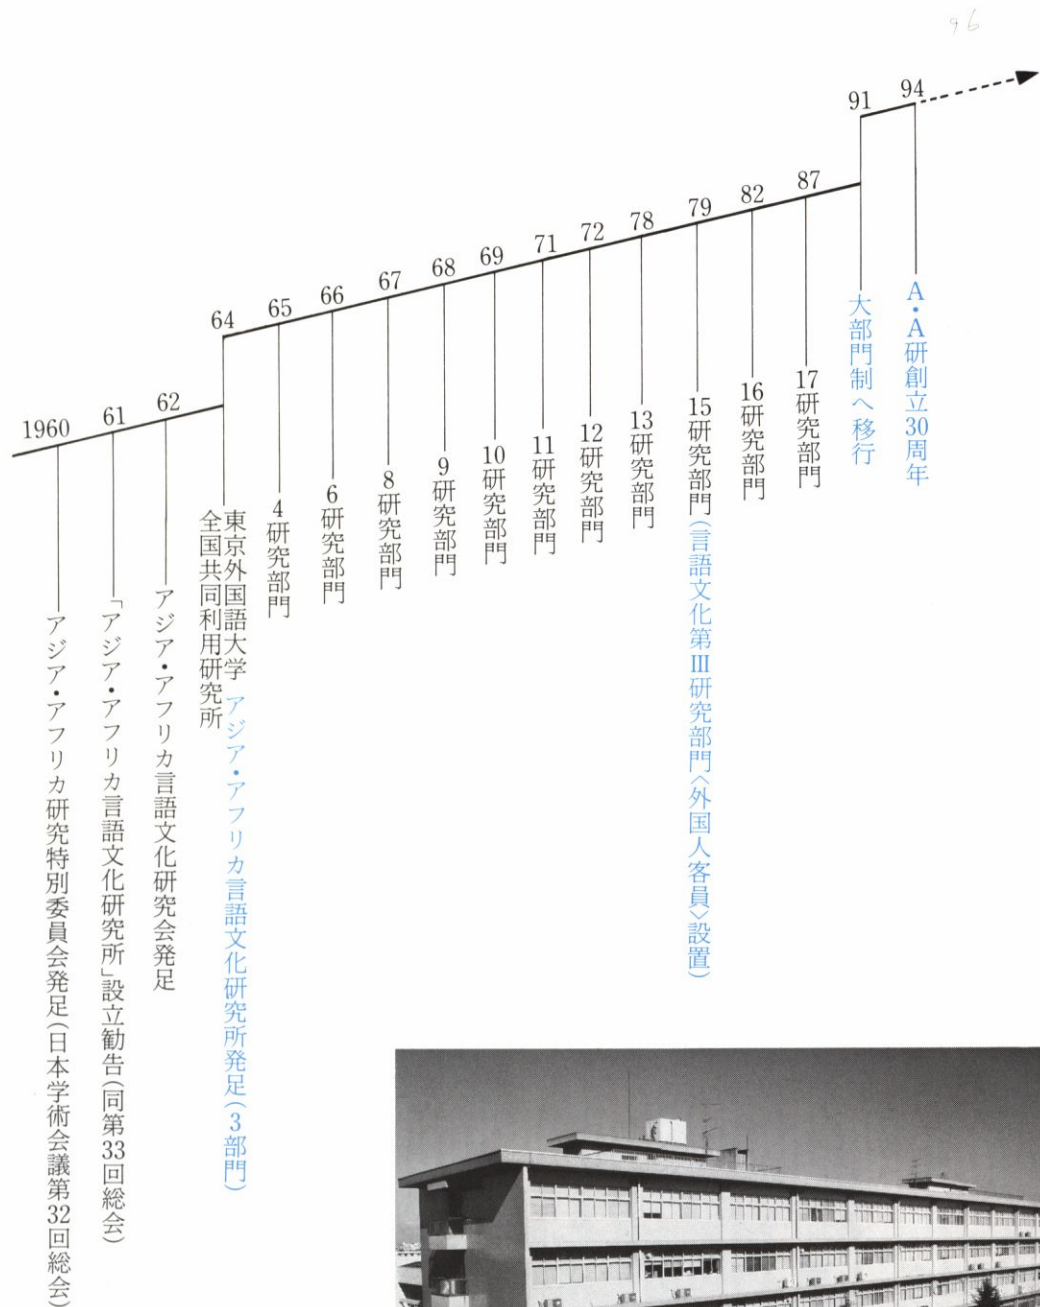 96
1960
アジア・アフリカ研究特別委員会発足(日本学術会議第32回総会)
61
「アジア・アフリカ言語文化研究所」設立勧告(同第33回総会)
62
アジア・アフリカ言語文化研究会発足
64
東京外国語大学 アジア・アフリカ言語文化研究所発足(3部門)
全国共同利用研究所
65
4研究部門
66
6研究部門
67
8研究部門
68
9研究部門
69
10研究部門
71
11研究部門
72
12研究部門
78
13研究部門
79
15研究部門(言語文化第III研究部門〈外国人客員〉設置)
82
16研究部門
87
17研究部門
91
大部門制へ移行
94
A・A研創立30周年